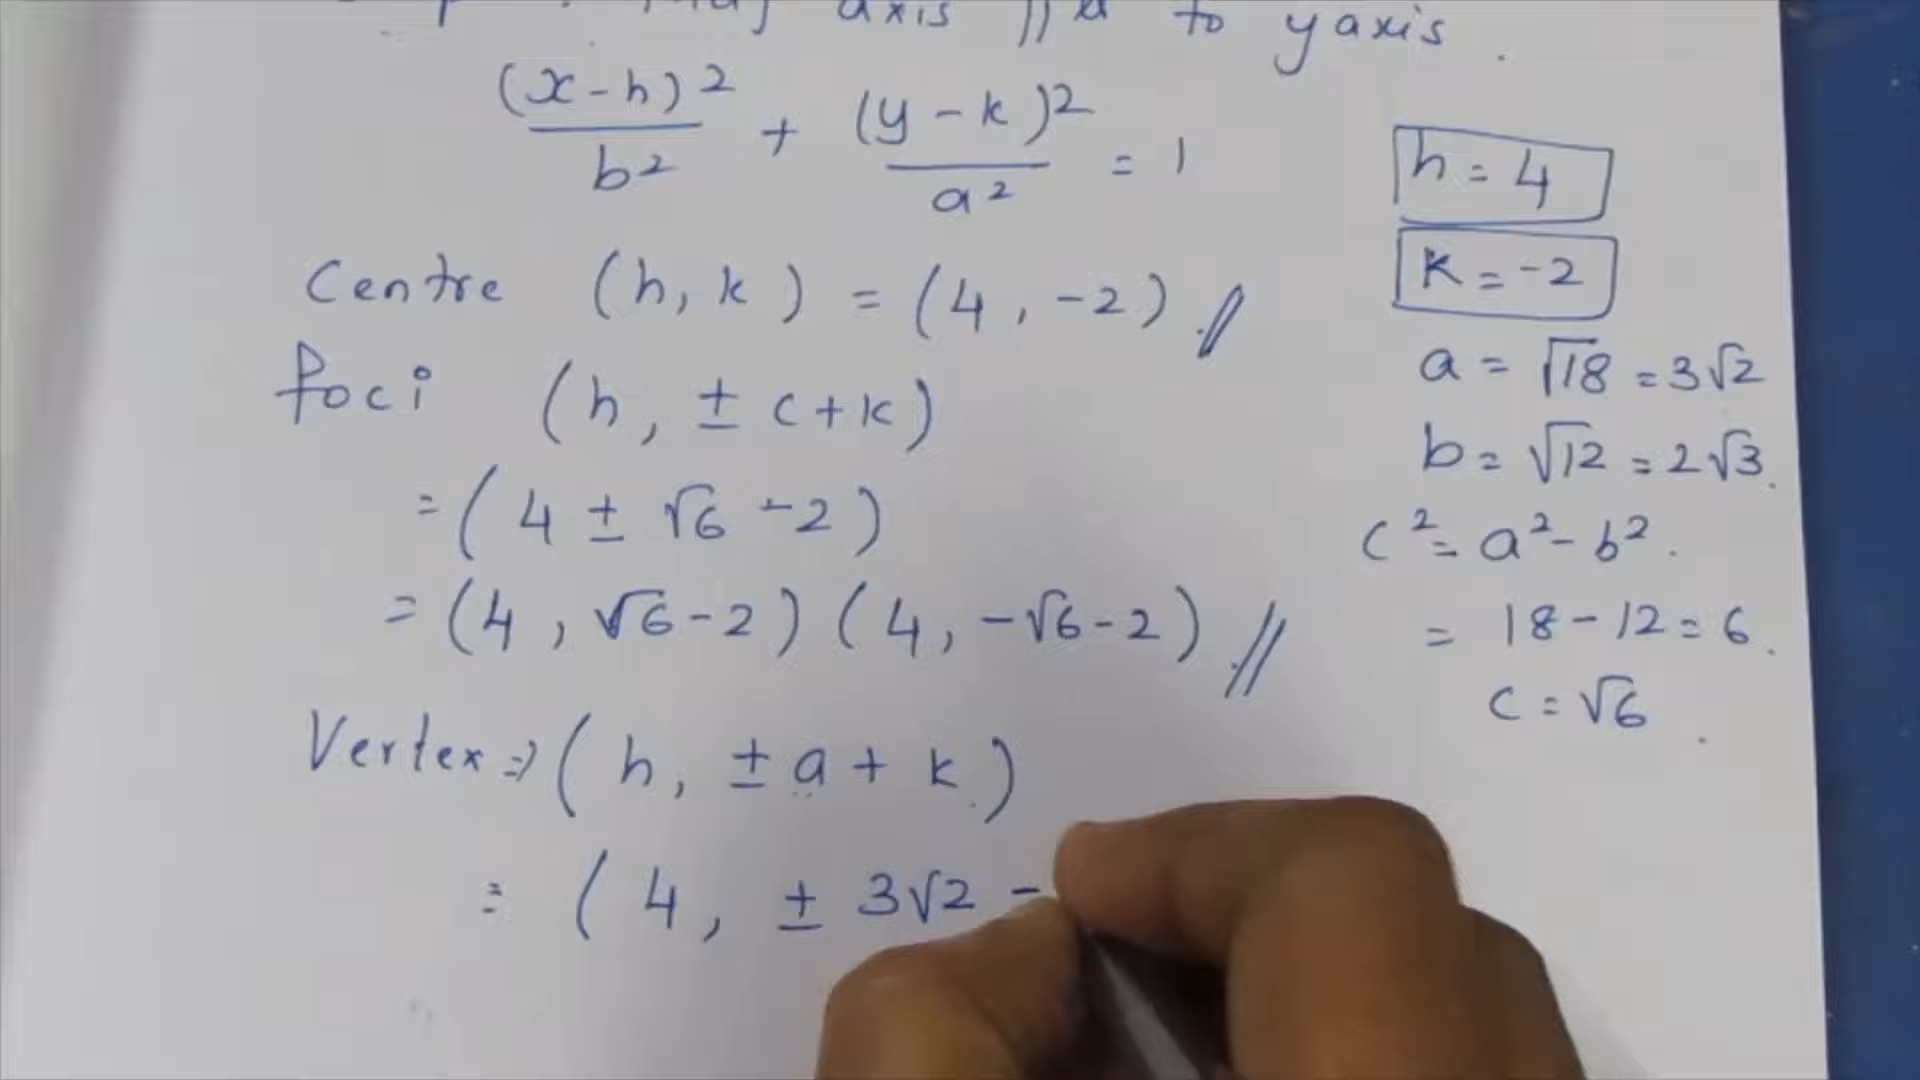 axis || to y axis.
(x-h)²/b² + (y-k)²/a² = 1
Centre (h, k) = (4, -2) //
foci (h, ± c+k)
= (4 ± √6 -2)
= (4, √6-2) (4, -√6-2) //
Vertex ⇒ (h, ±a + k)
= (4, ± 3√2 -
h = 4
k = -2
a = √18 = 3√2
b = √12 = 2√3.
c² = a² - b².
= 18 - 12 = 6.
c = √6.